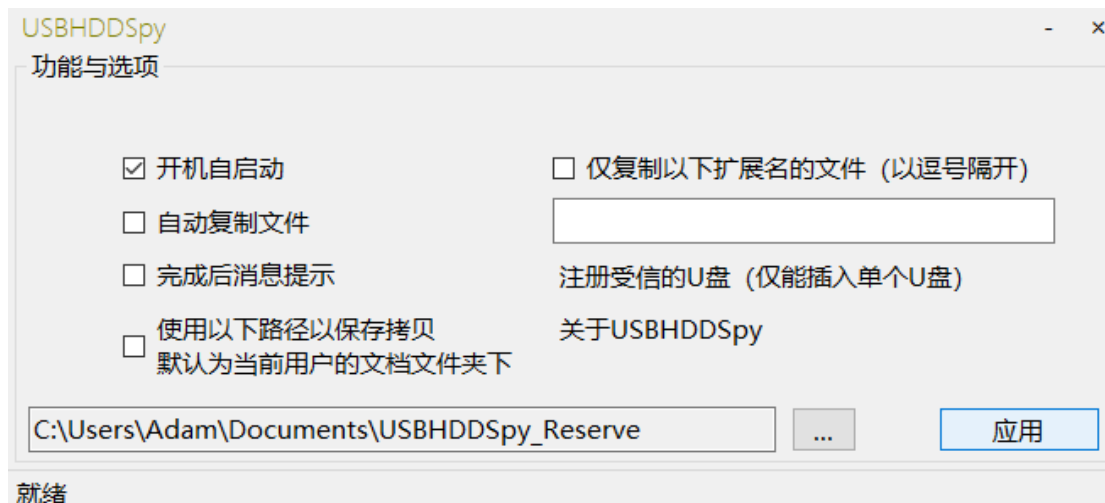 USBHDDSpy
功能与选项
开机自启动
仅复制以下扩展名的文件（以逗号隔开）
自动复制文件
完成后消息提示
注册受信的U盘（仅能插入单个U盘）
使用以下路径以保存拷贝
默认为当前用户的文档文件夹下
关于USBHDDSpy
C:\Users\Adam\Documents\USBHDDSpy_Reserve
...
应用
就绪